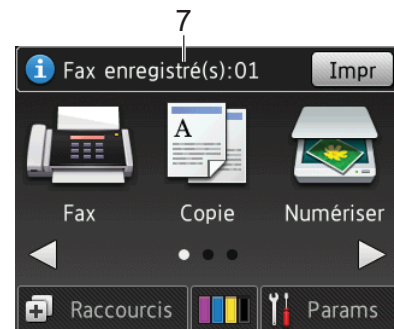 7
Fax enregistré(s):01 Impr
A
Fax Copie Numériser
Raccourcis Params